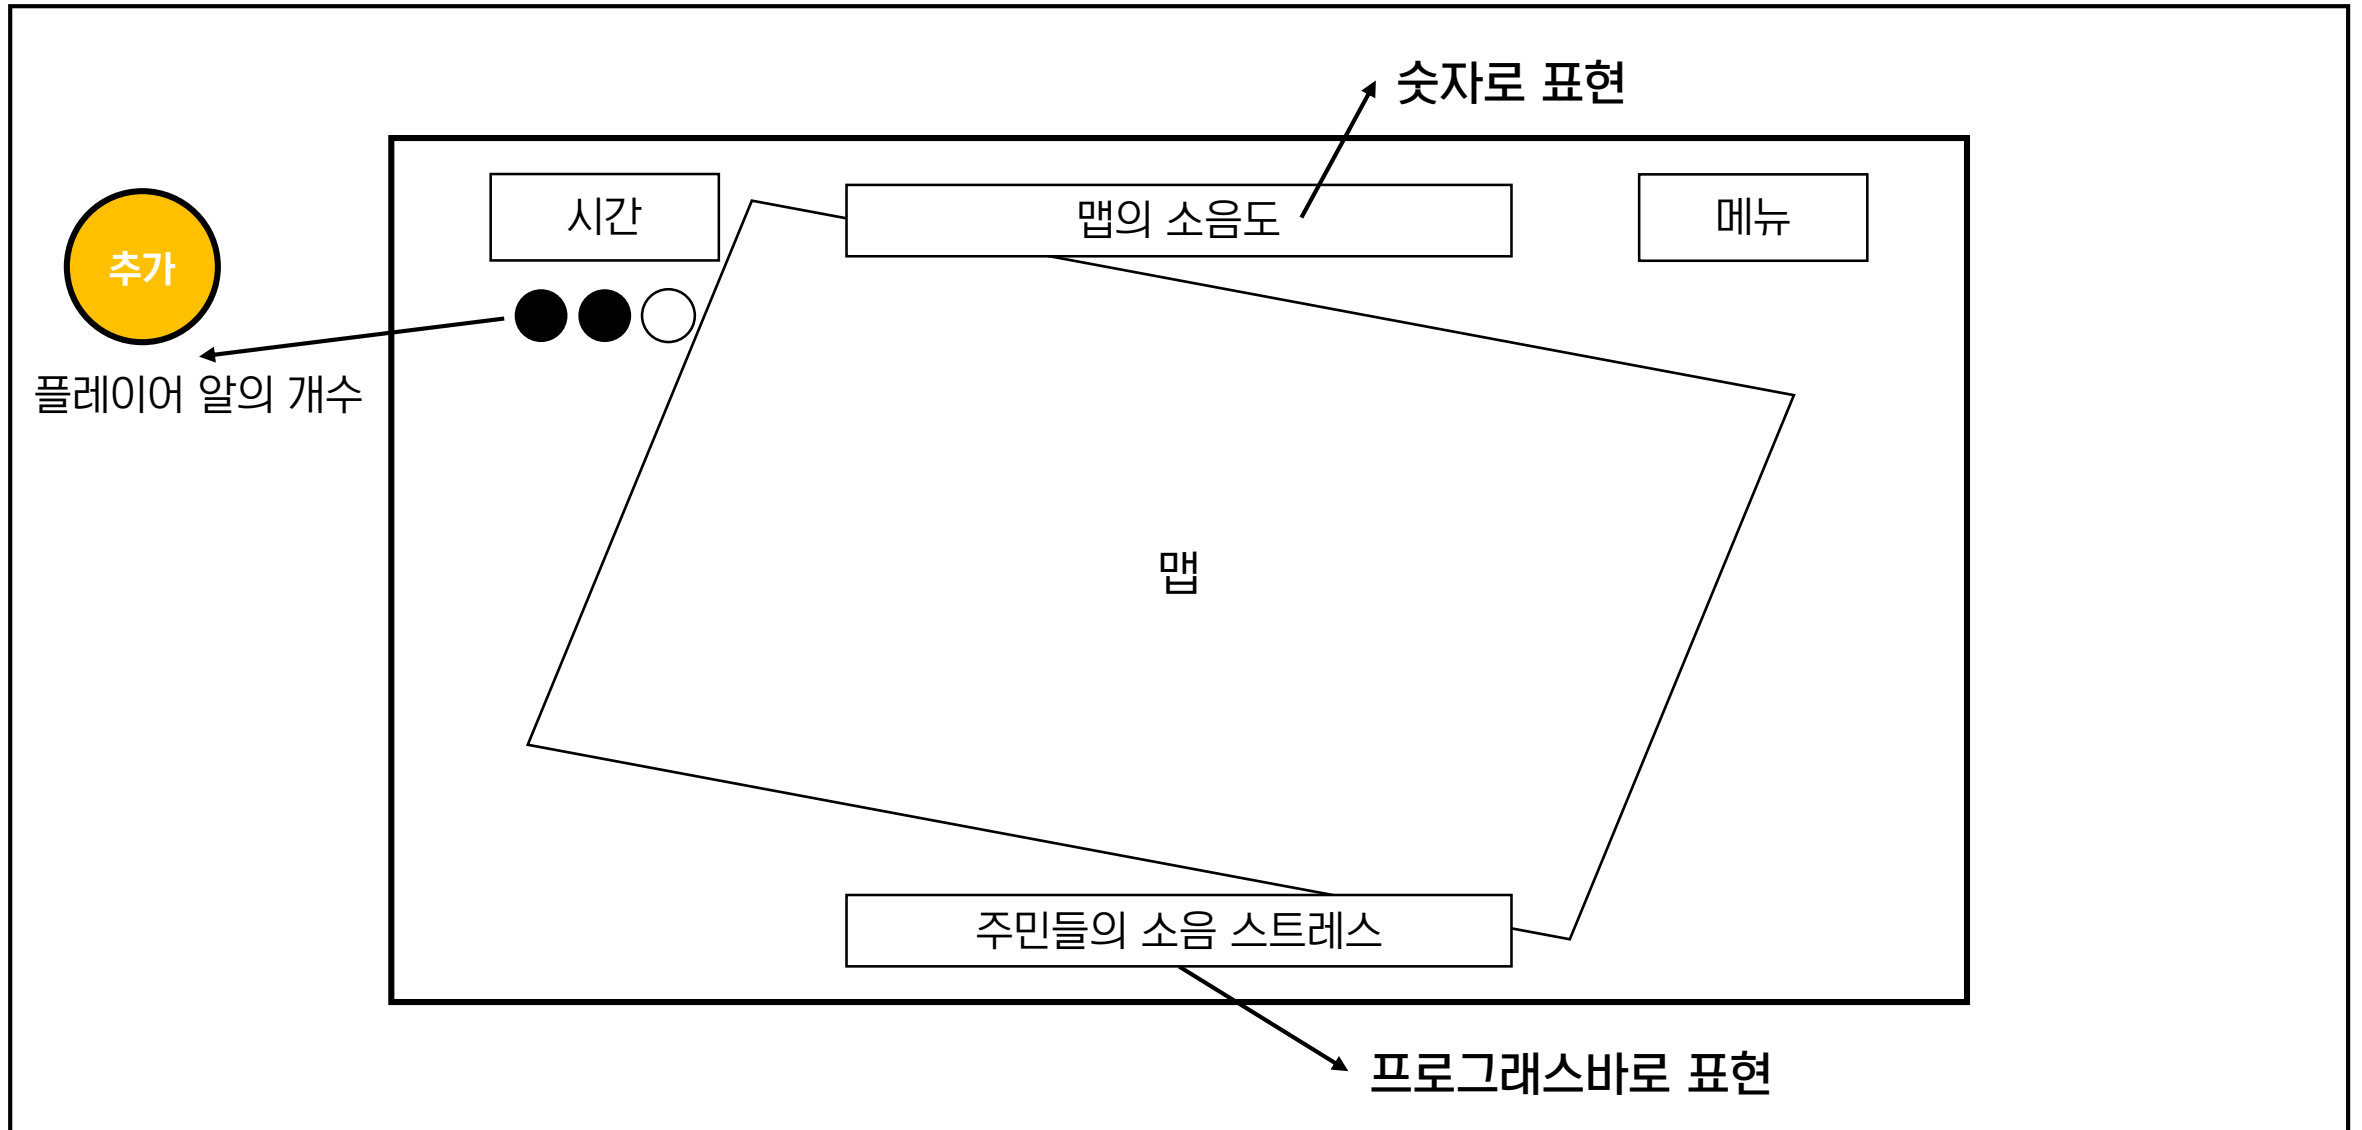 숫자로 표현
시간
맵의 소음도
메뉴
추가
플레이어 알의 개수
맵
주민들의 소음 스트레스
프로그래스바로 표현